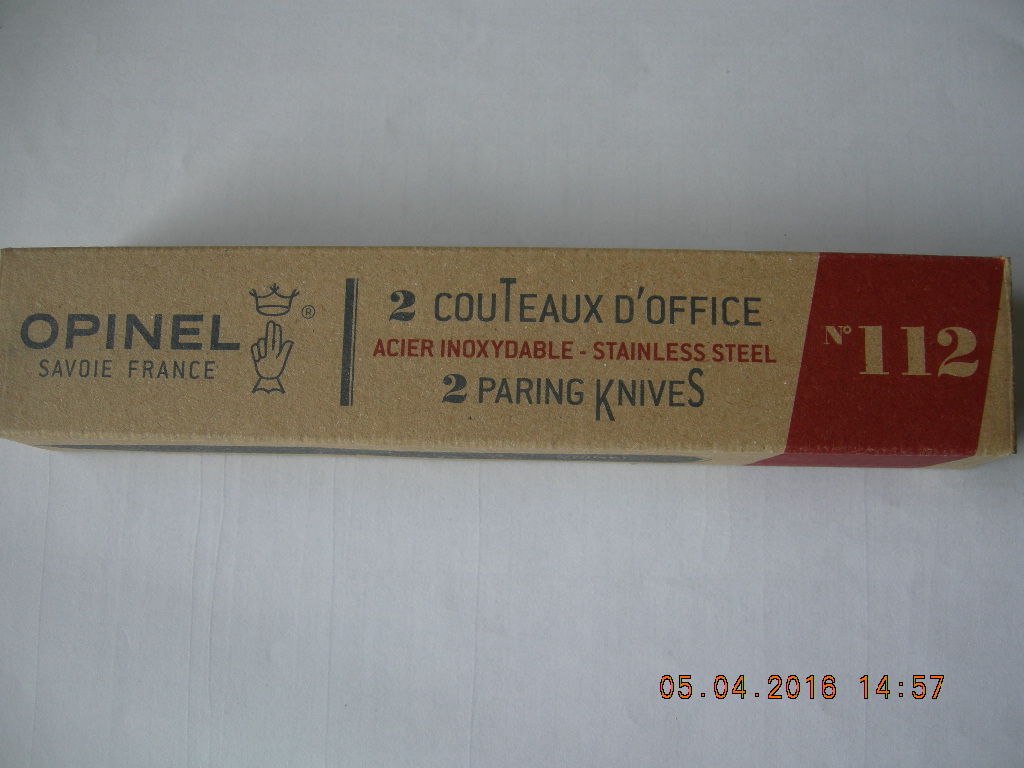 OPINEL ®
SAVOIE FRANCE
2 COUTEAUX D'OFFICE
ACIER INOXYDABLE - STAINLESS STEEL
2 PARING KNIVES
N° 112
05.04.2016 14:57